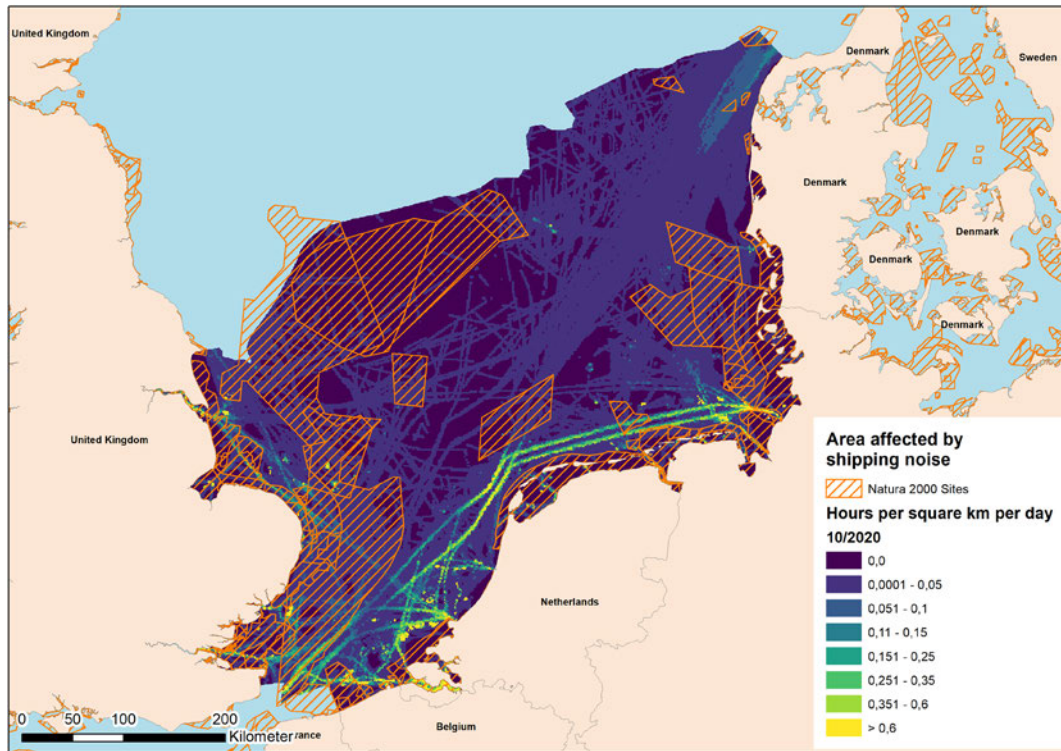 United Kingdom
Denmark
Sweden
Denmark
Denmark
Denmark
Denmark
United Kingdom
Netherlands
Belgium
rance
0 50 100 200
Kilometer
Area affected by
shipping noise
Natura 2000 Sites
Hours per square km per day
10/2020
0,0
0,0001 - 0,05
0,051 - 0,1
0,11 - 0,15
0,151 - 0,25
0,251 - 0,35
0,351 - 0,6
> 0,6